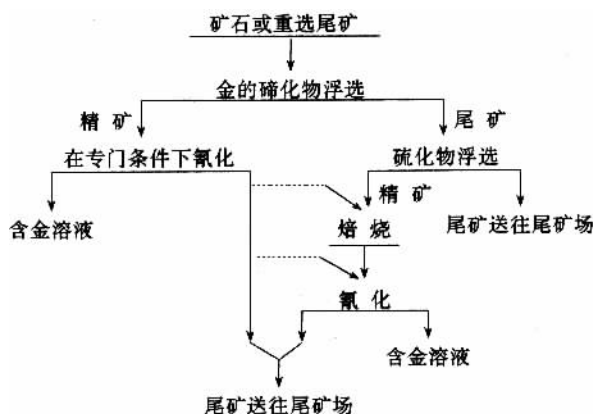 矿石或重选尾矿
金的碲化物浮选
精 矿
尾 矿
在专门条件下氰化
硫化物浮选
精 矿
含金溶液
焙 烧
尾矿送往尾矿场
氰 化
含金溶液
尾矿送往尾矿场